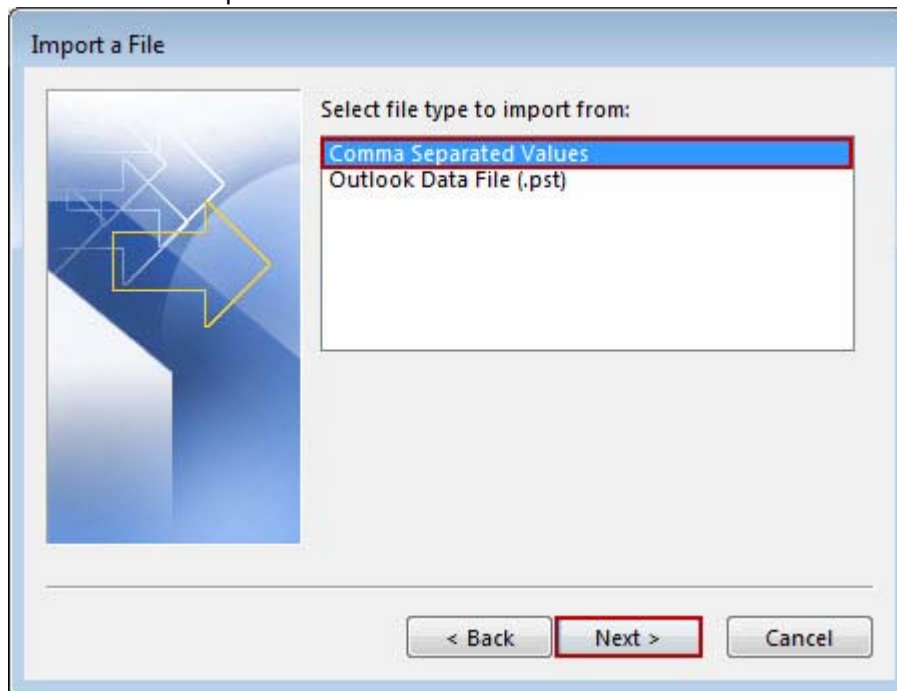 Import a File
Select file type to import from:
Comma Separated Values
Outlook Data File (.pst)
< Back
Next >
Cancel